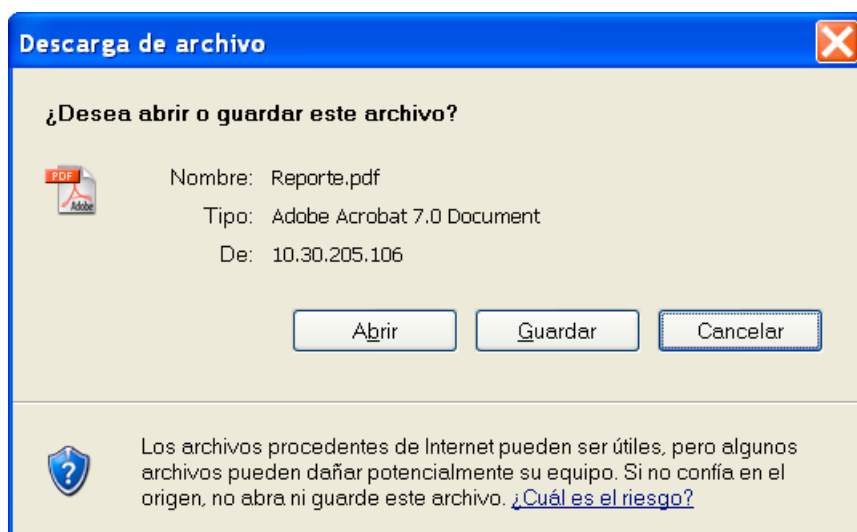 Descarga de archivo
¿Desea abrir o guardar este archivo?
PDF
Adobe
Nombre: Reporte.pdf
Tipo: Adobe Acrobat 7.0 Document
De: 10.30.205.106
Abrir Guardar Cancelar
Los archivos procedentes de Internet pueden ser útiles, pero algunos
archivos pueden dañar potencialmente su equipo. Si no confía en el
origen, no abra ni guarde este archivo. ¿Cuál es el riesgo?